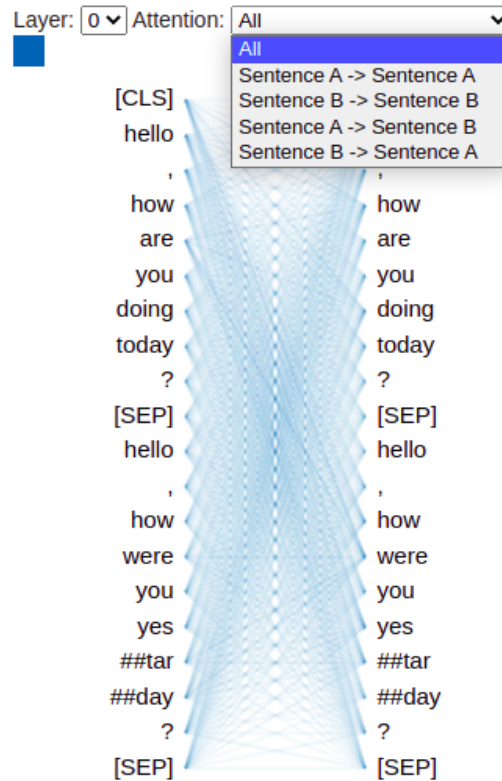 Layer: 0 Attention: All
All
Sentence A -> Sentence A
Sentence B -> Sentence B
Sentence A -> Sentence B
Sentence B -> Sentence A
[CLS]
hello
, ,
how how
are are
you you
doing doing
today today
? ?
[SEP] [SEP]
hello hello
, ,
how how
were were
you you
yes yes
##tar ##tar
##day ##day
? ?
[SEP] [SEP]